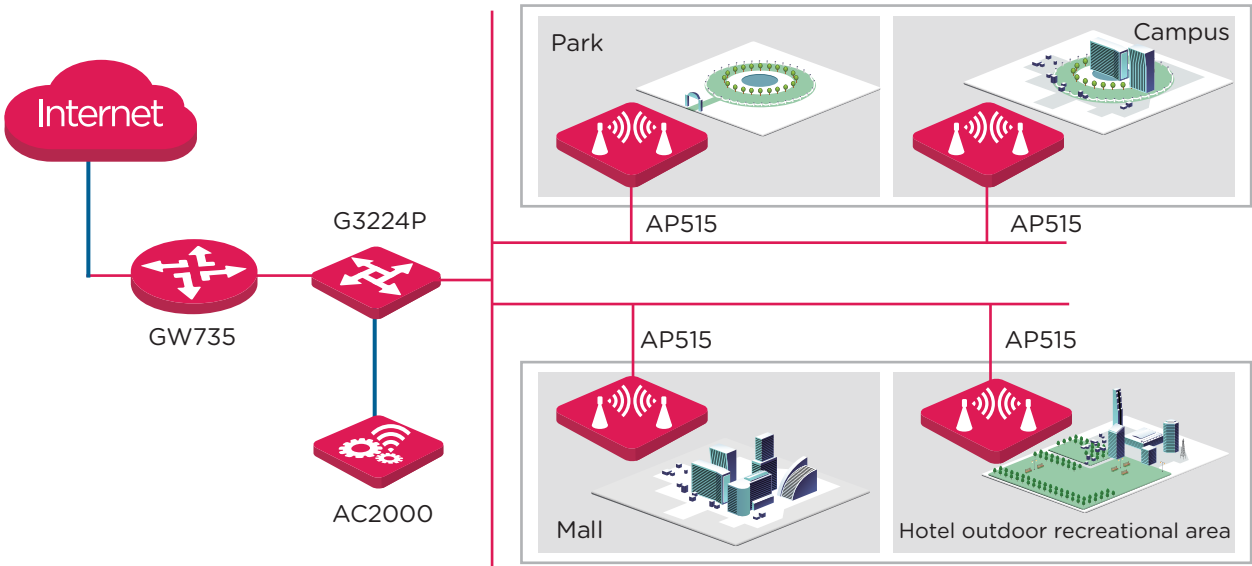 Internet
GW735
G3224P
AC2000
Park
Campus
AP515
AP515
AP515
AP515
Mall
Hotel outdoor recreational area